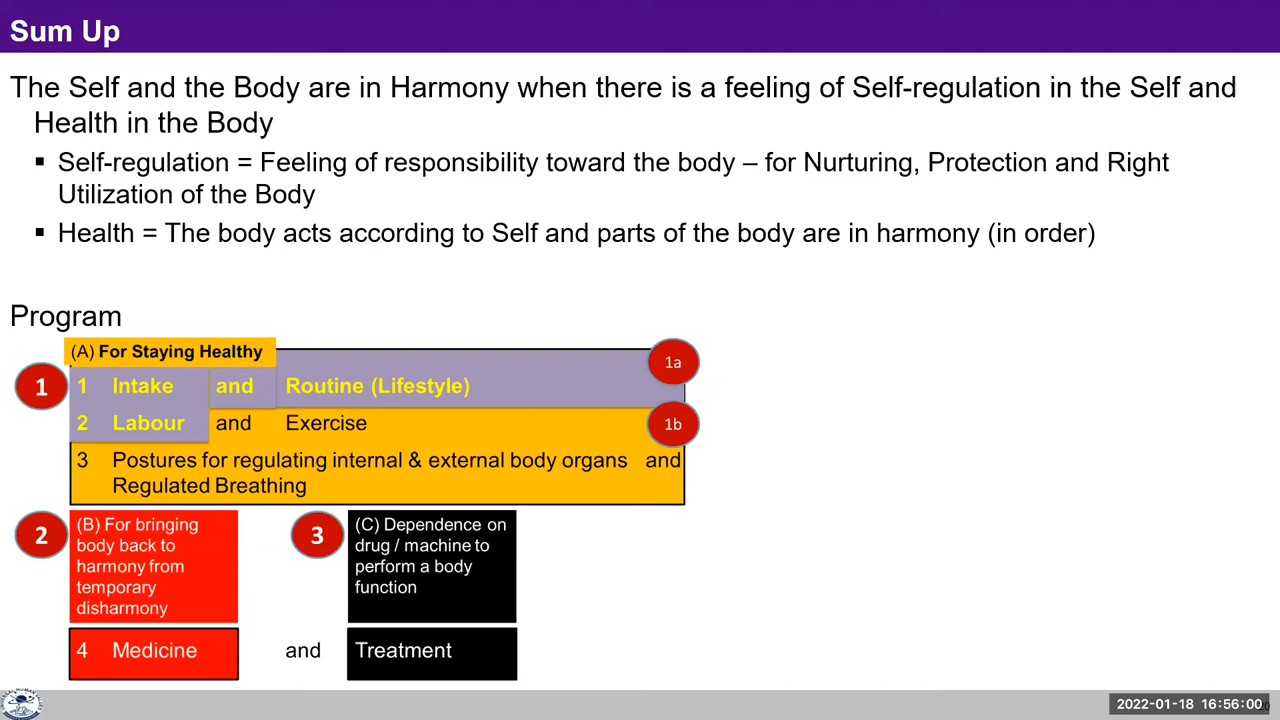 Sum Up
The Self and the Body are in Harmony when there is a feeling of Self-regulation in the Self and
Health in the Body
▪ Self-regulation = Feeling of responsibility toward the body – for Nurturing, Protection and Right
Utilization of the Body
▪ Health = The body acts according to Self and parts of the body are in harmony (in order)
Program
(A) For Staying Healthy
1a
1
1 Intake and Routine (Lifestyle)
2 Labour and Exercise
1b
3 Postures for regulating internal & external body organs and
Regulated Breathing
2
(B) For bringing
body back to
harmony from
temporary
disharmony
3
(C) Dependence on
drug / machine to
perform a body
function
4 Medicine and Treatment
2022-01-18 16:56:00